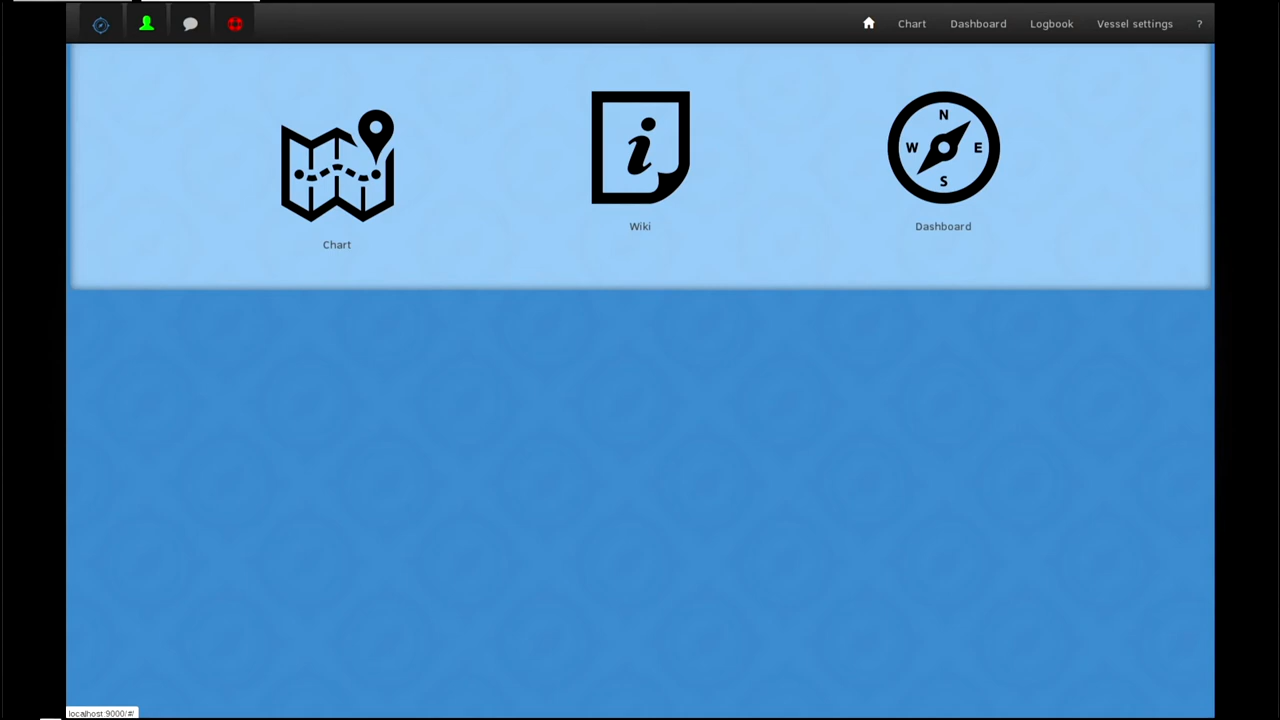 Chart Dashboard Logbook Vessel settings ?
N
W E
S
i
Wiki Dashboard
Chart
localhost:9000/#/